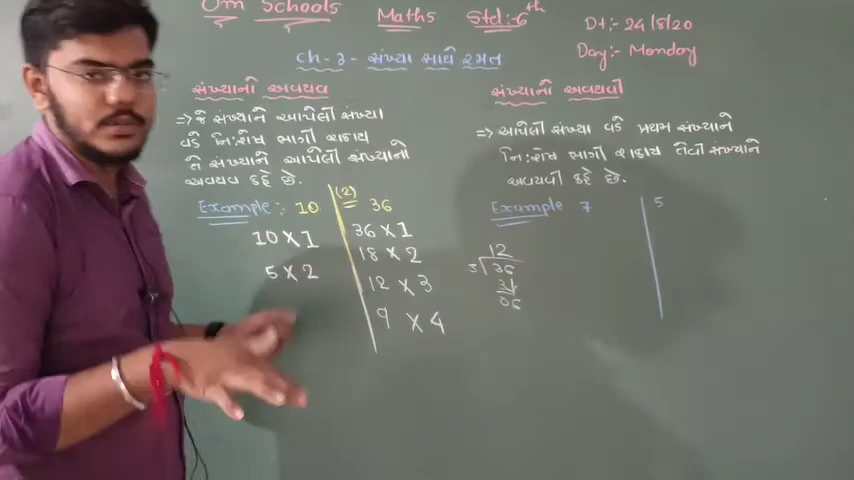 Om Schools Maths Std:-6th
Dt:- 24/8/20
Day:- Monday
Ch-3- સંખ્યા સાથે રમત
સંખ્યાનો અવયવ
⇒ જે સંખ્યાને આપેલી સંખ્યા
વડે નિ:શેષ ભાગી શકાય
તે સંખ્યાને આપેલી સંખ્યાનો
અવયવ કહે છે.
Example:- 10
10 X 1
5 X 2
(2) 36
36 X 1
18 X 2
12 X 3
9 X 4
સંખ્યાનો અવયવી
⇒ આપેલી સંખ્યા વડે પ્રથમ સંખ્યાને
નિ:શેષ ભાગી શકાય તેવી સંખ્યાને
અવયવી કહે છે.
Example 7
5
12
3 36
06